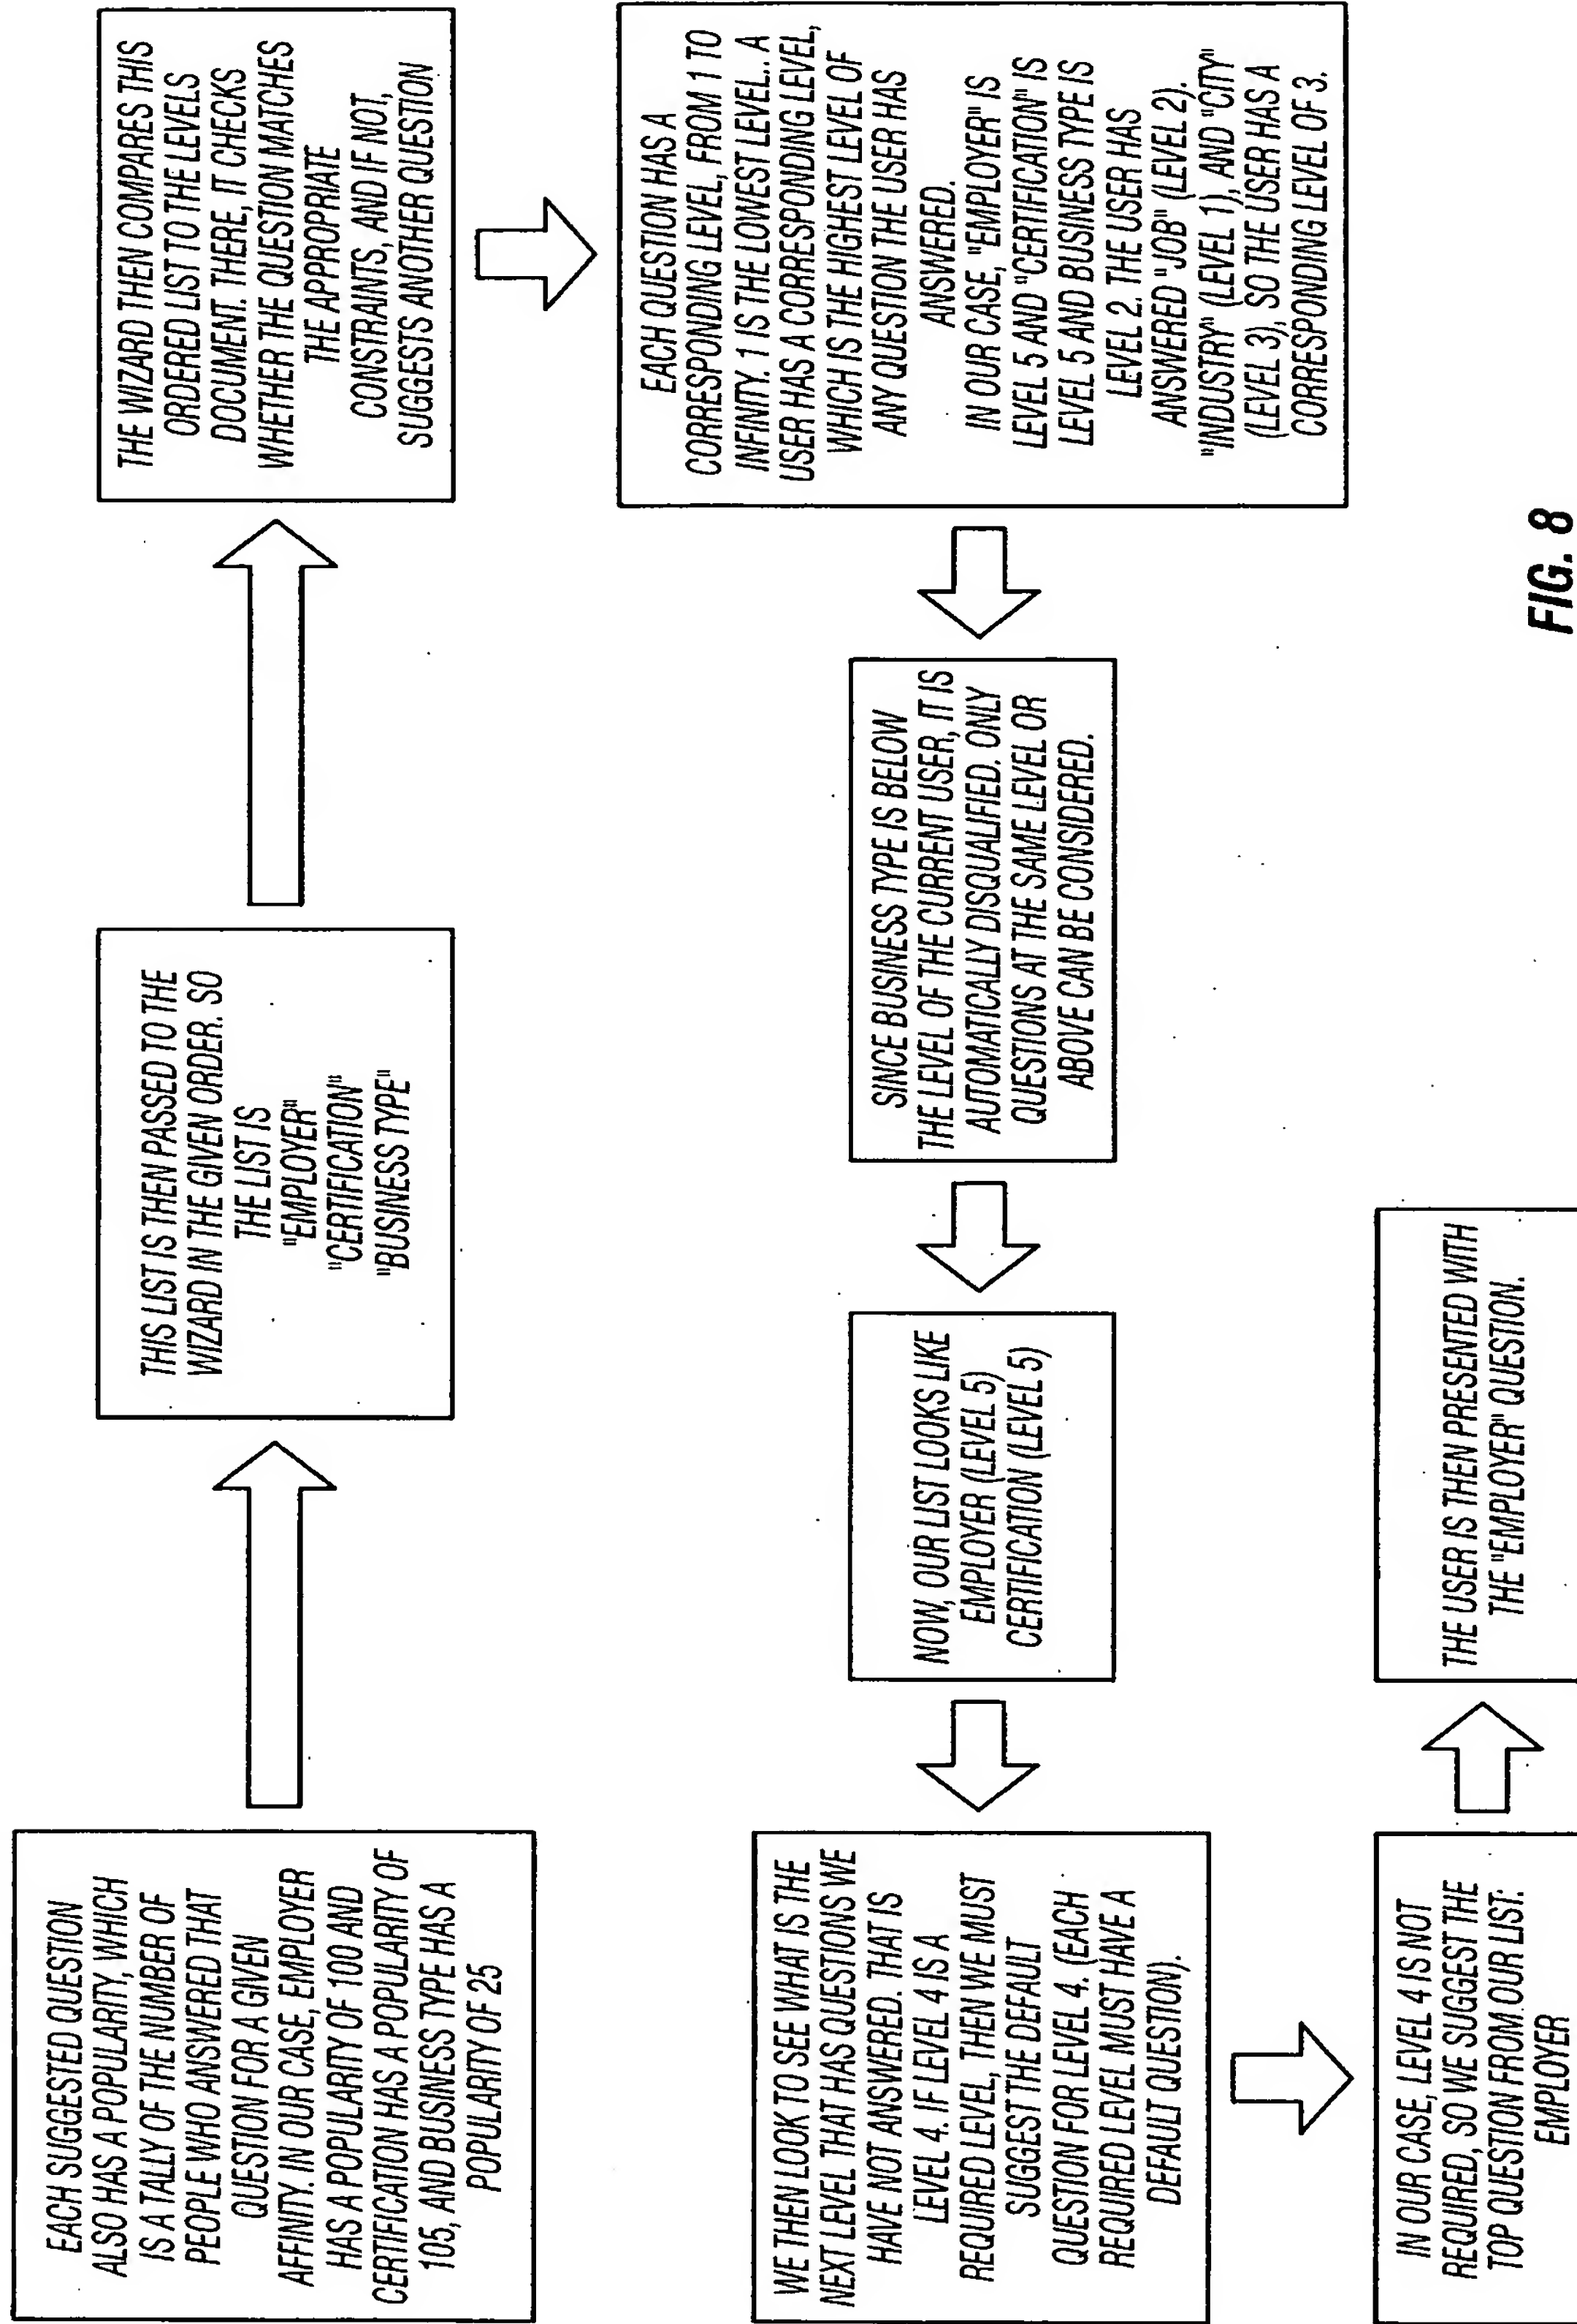 EACH SUGGESTED QUESTION
ALSO HAS A POPULARITY, WHICH
IS A TALLY OF THE NUMBER OF
PEOPLE WHO ANSWERED THAT
QUESTION FOR A GIVEN
AFFINITY. IN OUR CASE, EMPLOYER
HAS A POPULARITY OF 100 AND
CERTIFICATION HAS A POPULARITY OF
105, AND BUSINESS TYPE HAS A
POPULARITY OF 25
THIS LIST IS THEN PASSED TO THE
WIZARD IN THE GIVEN ORDER. SO
THE LIST IS
"EMPLOYER"
"CERTIFICATION"
"BUSINESS TYPE"
THE WIZARD THEN COMPARES THIS
ORDERED LIST TO THE LEVELS
DOCUMENT. THERE, IT CHECKS
WHETHER THE QUESTION MATCHES
THE APPROPRIATE
CONSTRAINTS, AND IF NOT,
SUGGESTS ANOTHER QUESTION
EACH QUESTION HAS A
CORRESPONDING LEVEL, FROM 1 TO
INFINITY. 1 IS THE LOWEST LEVEL.. A
USER HAS A CORRESPONDING LEVEL,
WHICH IS THE HIGHEST LEVEL OF
ANY QUESTION THE USER HAS
ANSWERED.
IN OUR CASE, "EMPLOYER" IS
LEVEL 5 AND "CERTIFICATION" IS
LEVEL 5 AND BUSINESS TYPE IS
LEVEL 2. THE USER HAS
ANSWERED "JOB" (LEVEL 2).
"INDUSTRY" (LEVEL 1), AND "CITY"
(LEVEL 3), SO THE USER HAS A
CORRESPONDING LEVEL OF 3.
SINCE BUSINESS TYPE IS BELOW
THE LEVEL OF THE CURRENT USER, IT IS
AUTOMATICALLY DISQUALIFIED. ONLY
QUESTIONS AT THE SAME LEVEL OR
ABOVE CAN BE CONSIDERED.
NOW, OUR LIST LOOKS LIKE
EMPLOYER (LEVEL 5)
CERTIFICATION (LEVEL 5)
WE THEN LOOK TO SEE WHAT IS THE
NEXT LEVEL THAT HAS QUESTIONS WE
HAVE NOT ANSWERED. THAT IS
LEVEL 4. IF LEVEL 4 IS A
REQUIRED LEVEL, THEN WE MUST
SUGGEST THE DEFAULT
QUESTION FOR LEVEL 4. (EACH
REQUIRED LEVEL MUST HAVE A
DEFAULT QUESTION).
IN OUR CASE, LEVEL 4 IS NOT
REQUIRED, SO WE SUGGEST THE
TOP QUESTION FROM OUR LIST:
EMPLOYER
THE USER IS THEN PRESENTED WITH
THE "EMPLOYER" QUESTION.
FIG. 8